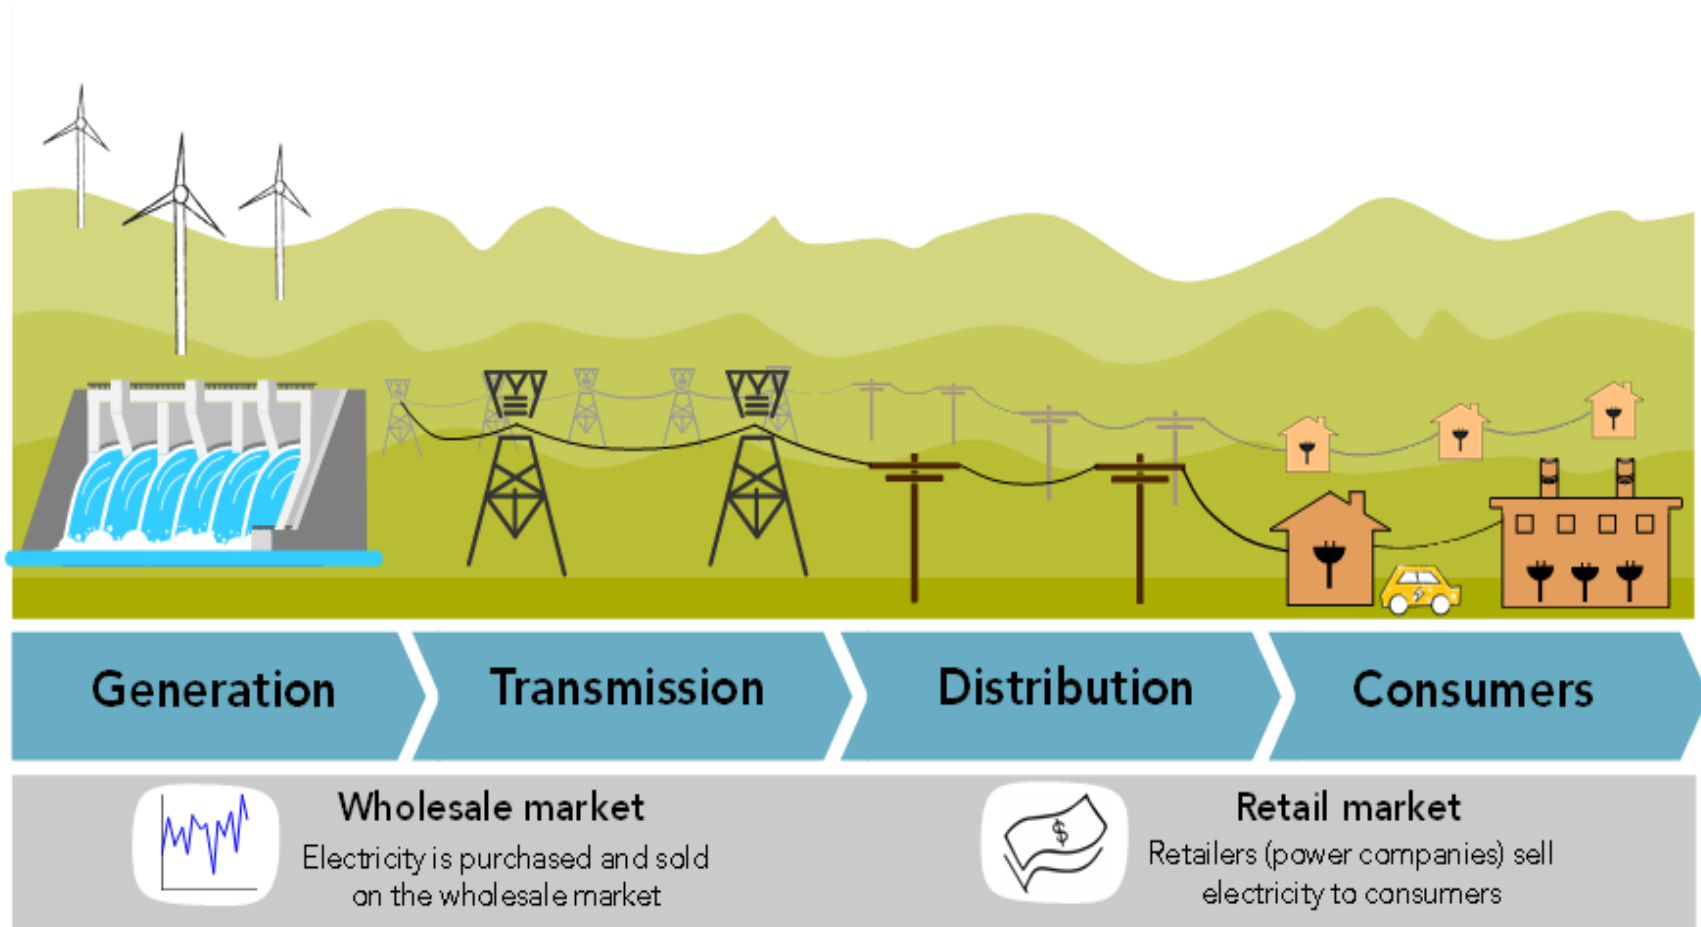 Generation
Transmission
Distribution
Consumers
Wholesale market
Electricity is purchased and sold
on the wholesale market
$
Retail market
Retailers (power companies) sell
electricity to consumers